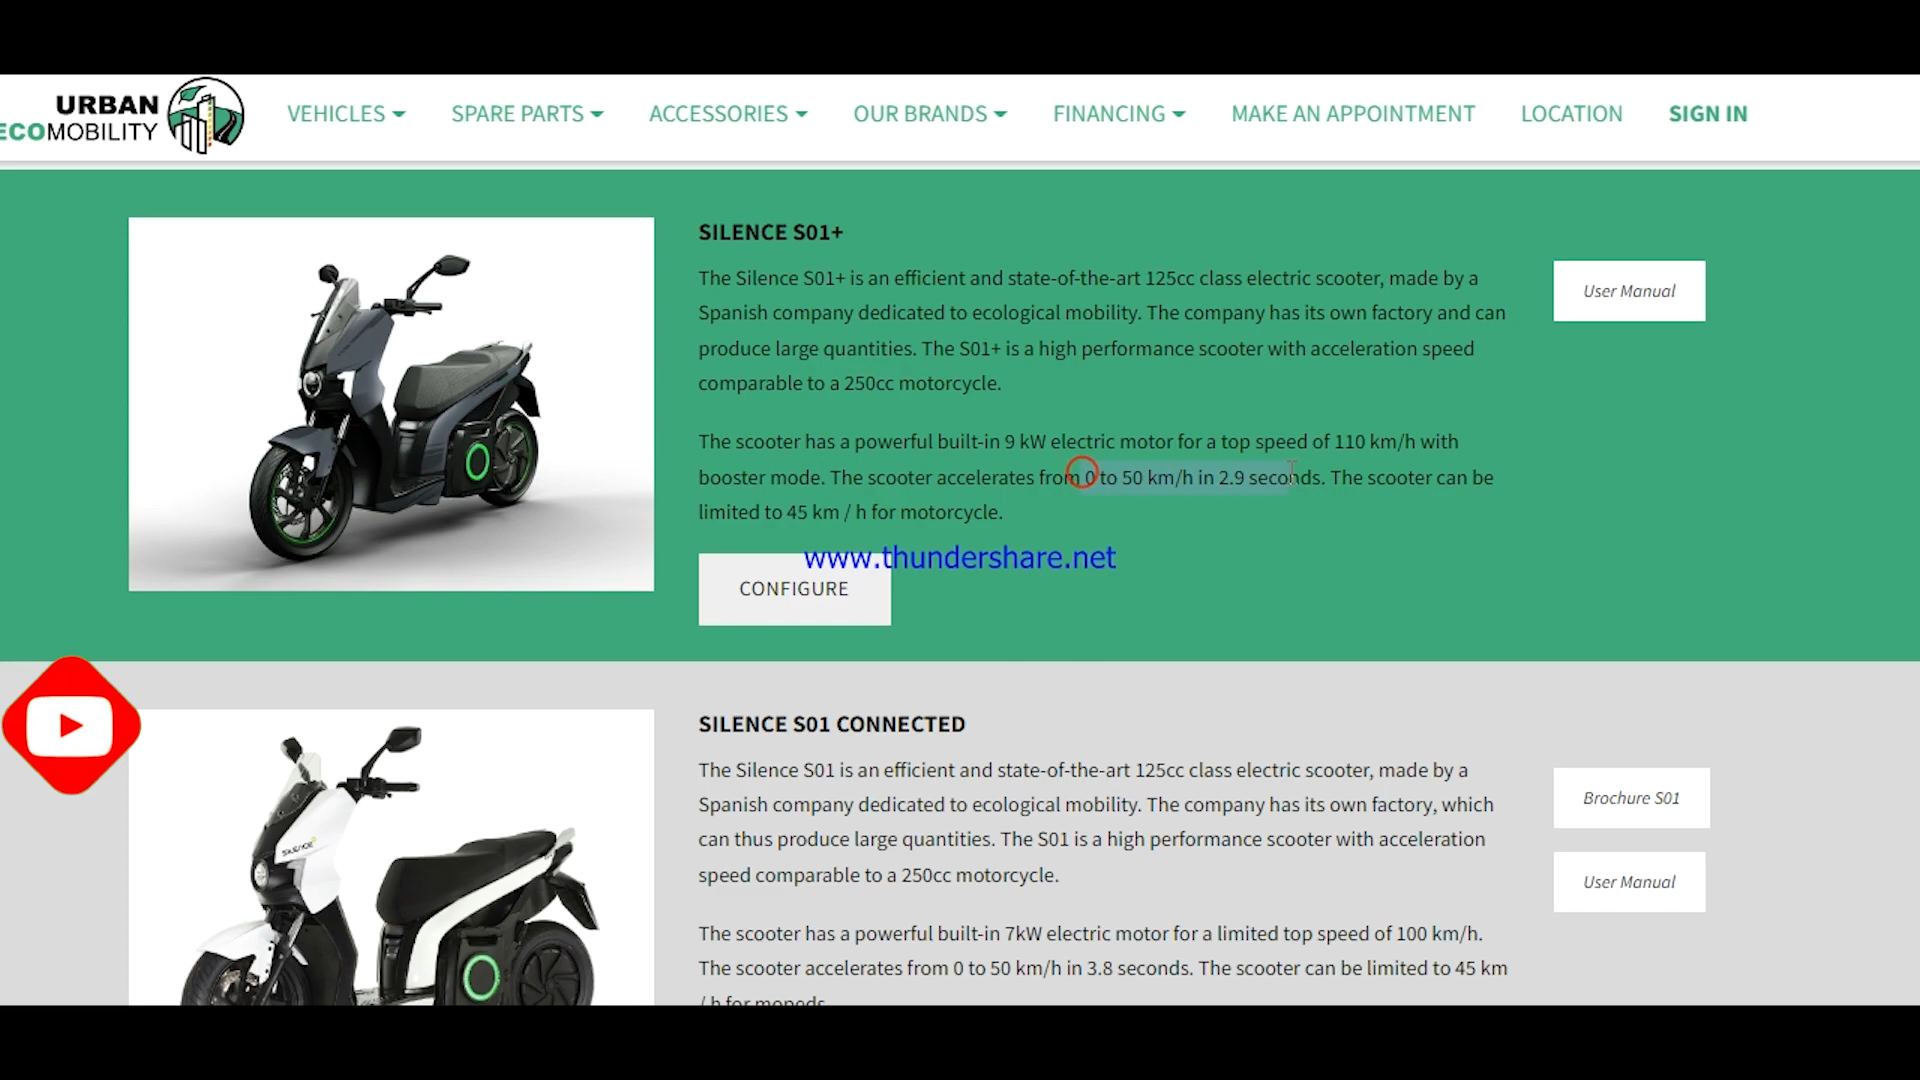 URBAN
ECOMOBILITY
VEHICLES
SPARE PARTS
ACCESSORIES
OUR BRANDS
FINANCING
MAKE AN APPOINTMENT
LOCATION
SIGN IN
SILENCE S01+
The Silence S01+ is an efficient and state-of-the-art 125cc class electric scooter, made by a
Spanish company dedicated to ecological mobility. The company has its own factory and can
produce large quantities. The S01+ is a high performance scooter with acceleration speed
comparable to a 250cc motorcycle.
User Manual
The scooter has a powerful built-in 9 kW electric motor for a top speed of 110 km/h with
booster mode. The scooter accelerates from 0 to 50 km/h in 2.9 seconds. The scooter can be
limited to 45 km / h for motorcycle.
www.thundershare.net
CONFIGURE
SILENCE S01 CONNECTED
The Silence S01 is an efficient and state-of-the-art 125cc class electric scooter, made by a
Spanish company dedicated to ecological mobility. The company has its own factory, which
can thus produce large quantities. The S01 is a high performance scooter with acceleration
speed comparable to a 250cc motorcycle.
Brochure S01
User Manual
The scooter has a powerful built-in 7kW electric motor for a limited top speed of 100 km/h.
The scooter accelerates from 0 to 50 km/h in 3.8 seconds. The scooter can be limited to 45 km
/ h for mopeds.
SILENCE